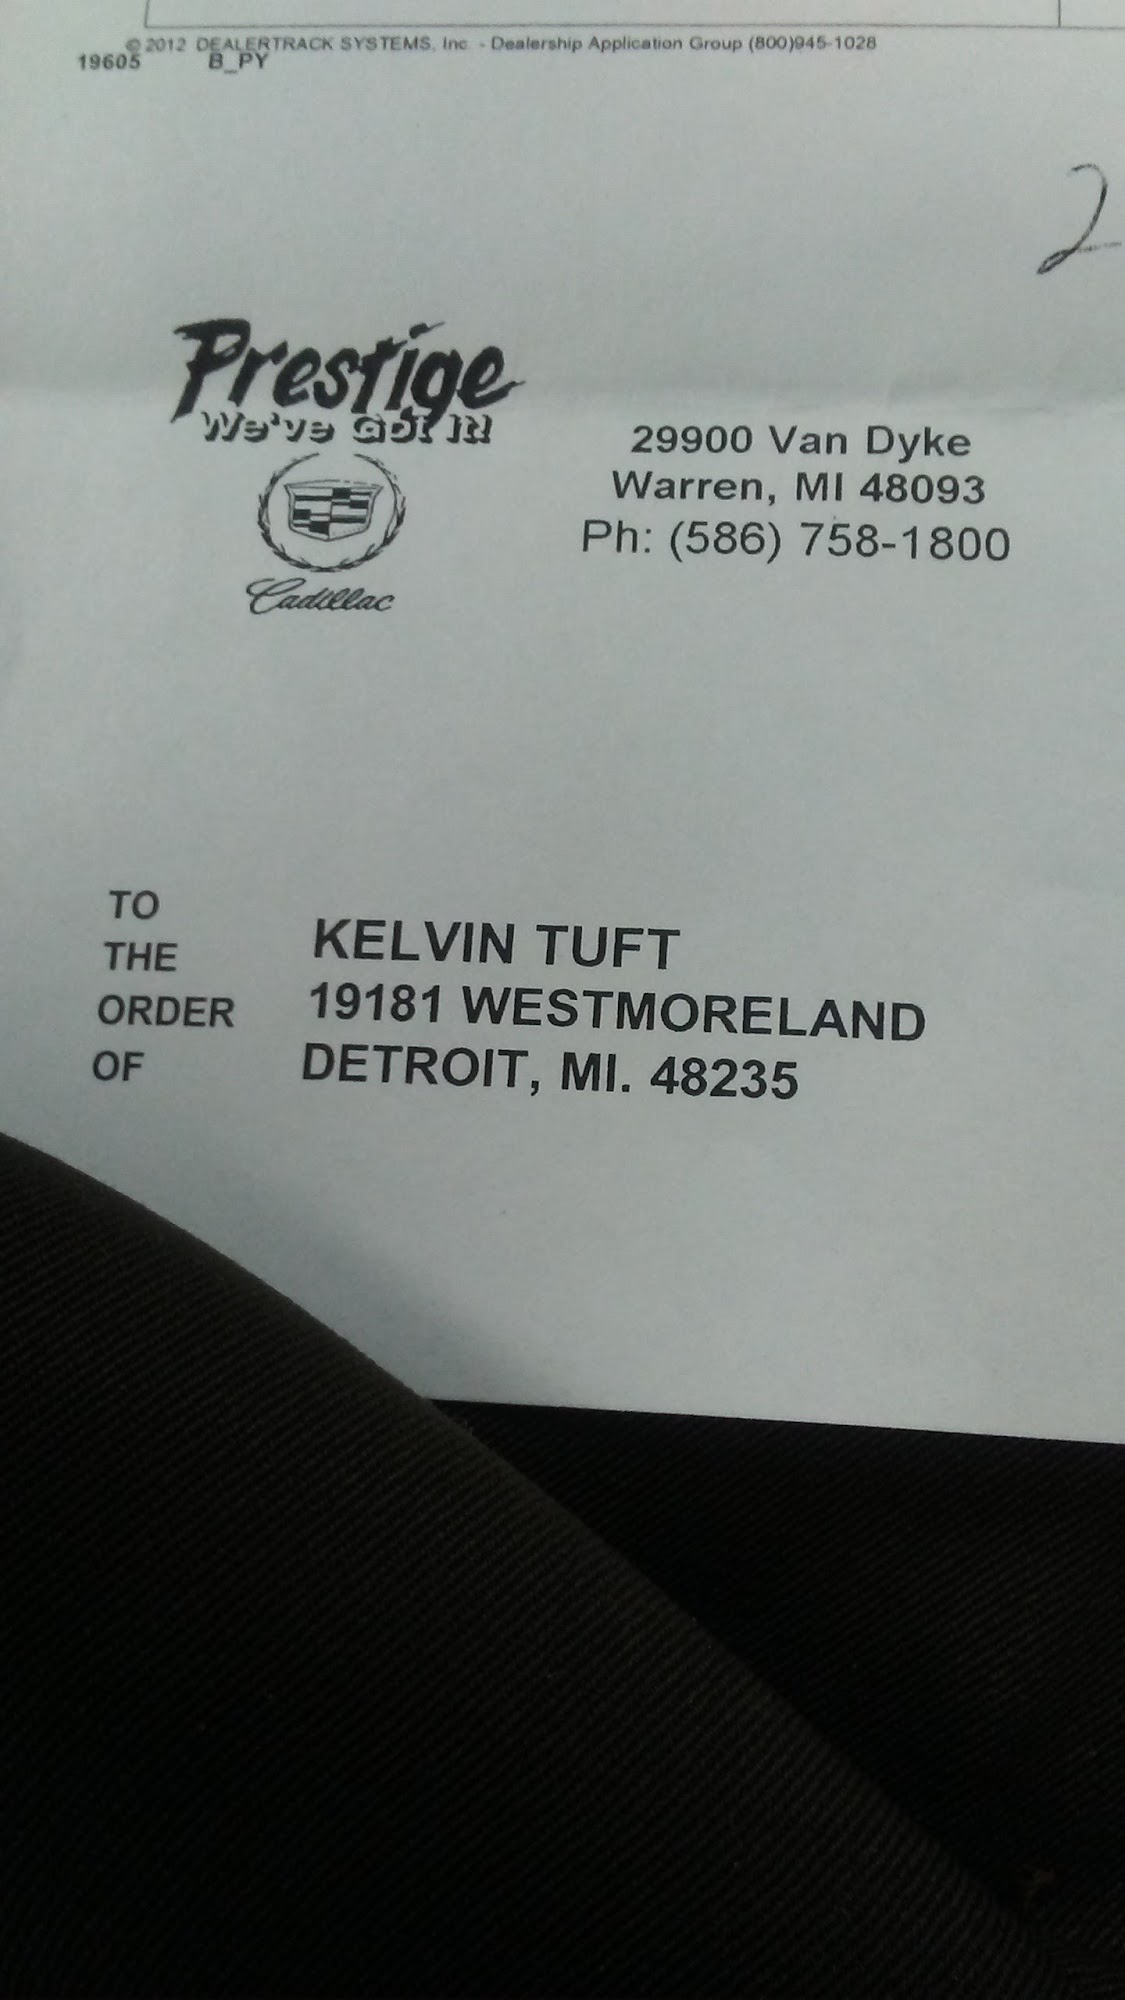 © 2012 DEALERTRACK SYSTEMS, Inc. - Dealership Application Group (800)945-1028
19605 B_PY
2
Prestige
We've Got It!
Cadillac
29900 Van Dyke
Warren, MI 48093
Ph: (586) 758-1800
TO
THE
ORDER
OF
KELVIN TUFT
19181 WESTMORELAND
DETROIT, MI. 48235